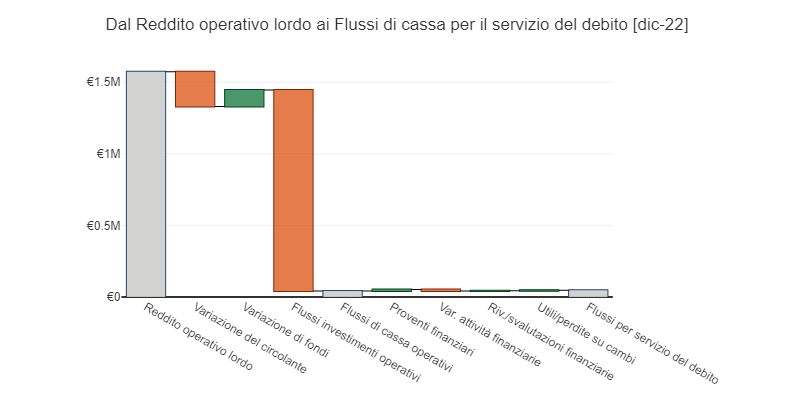 Dal Reddito operativo lordo ai Flussi di cassa per il servizio del debito [dic-22]
€1.5M
€1M
€0.5M
€0
Reddito operativo lordo
Variazione del circolante
Variazione di fondi
Flussi investimenti operativi
Flussi di cassa operativi
Proventi finanziari
Var. attività finanziarie
Riv./svalutazioni finanziarie
Utili/perdite su cambi
Flussi per servizio del debito